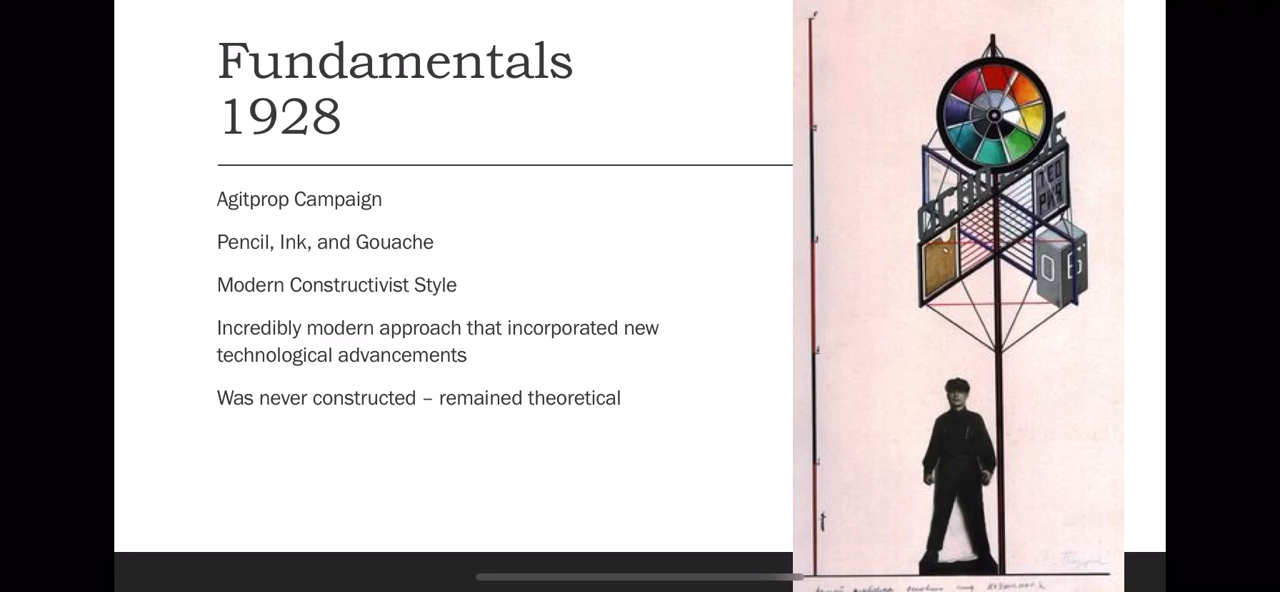 Fundamentals
1928
Agitprop Campaign
Pencil, Ink, and Gouache
Modern Constructivist Style
Incredibly modern approach that incorporated new
technological advancements
Was never constructed – remained theoretical